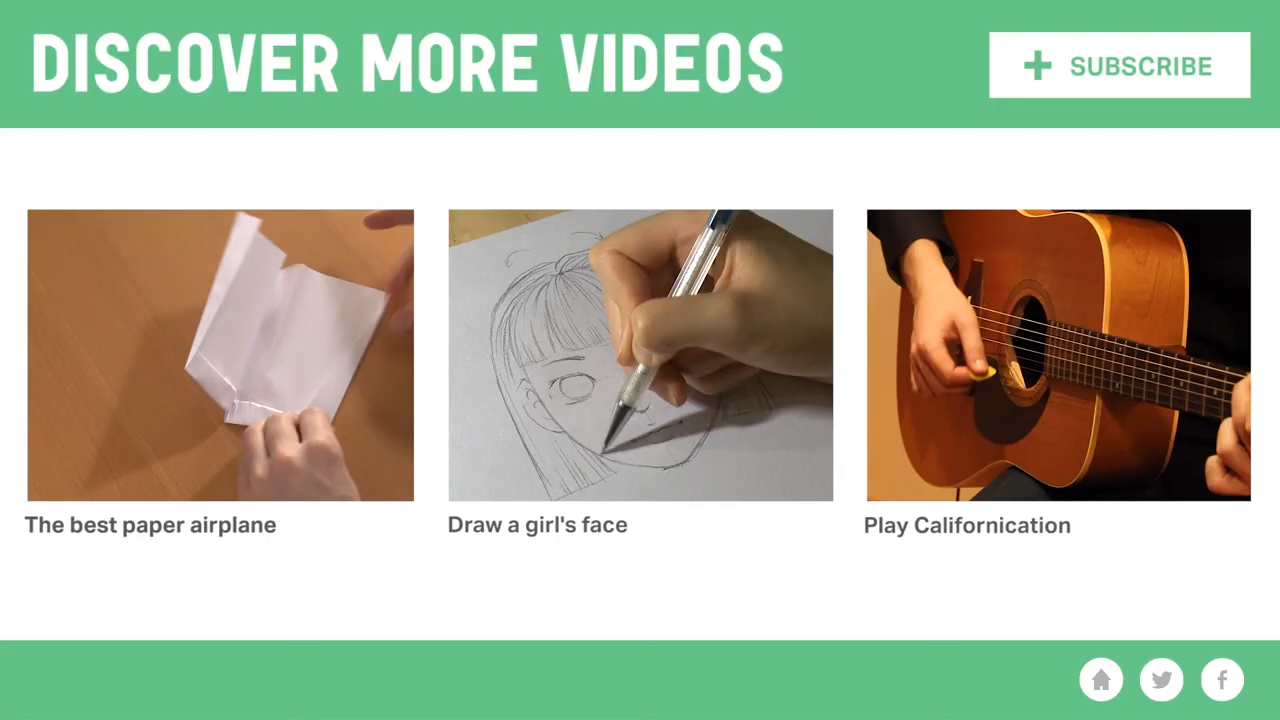 DISCOVER MORE VIDEOS
SUBSCRIBE
The best paper airplane
Draw a girl's face
Play Californication